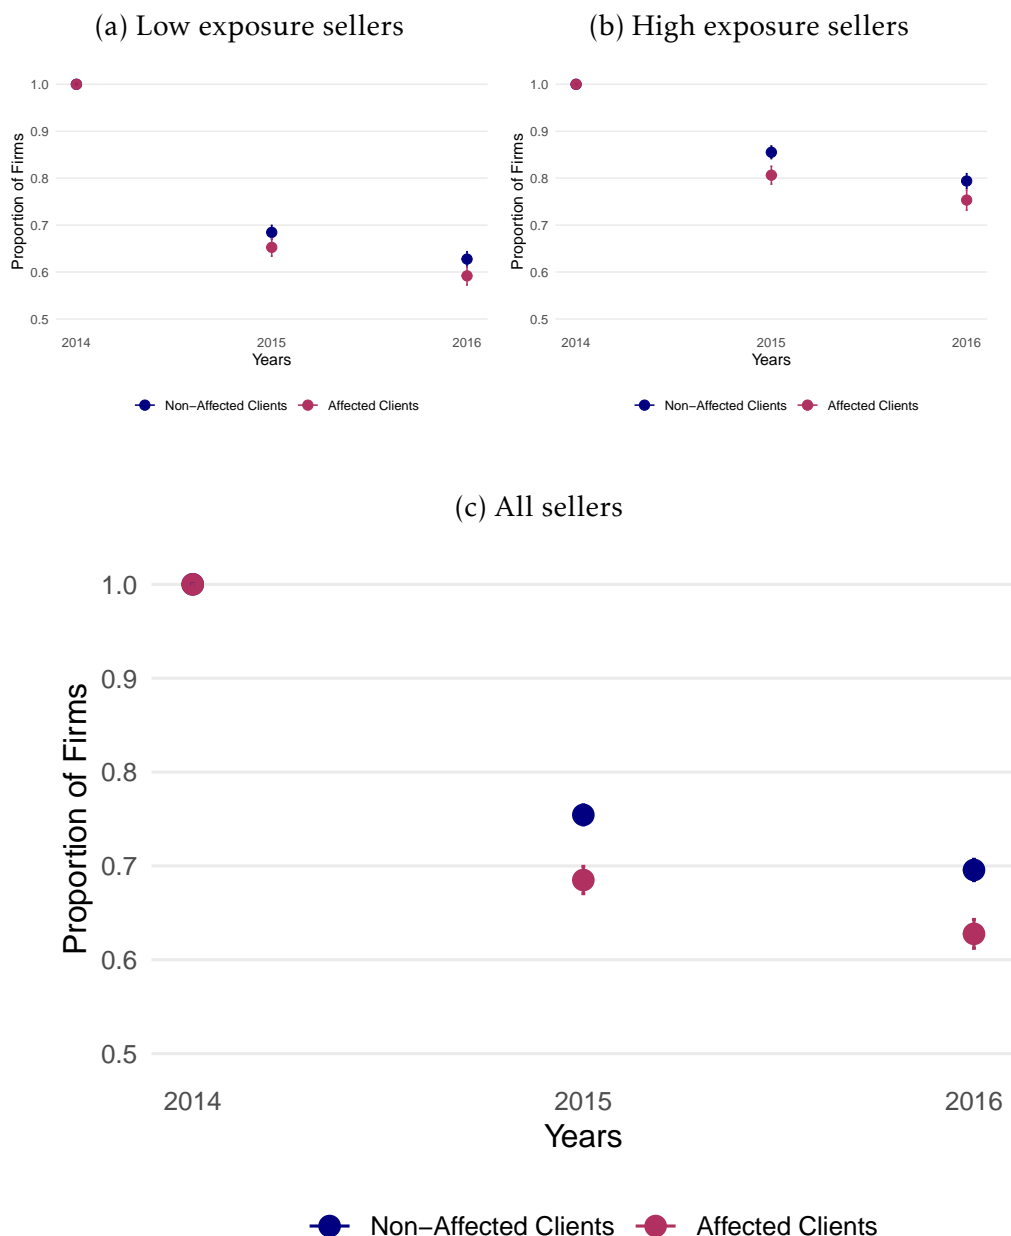 (a) Low exposure sellers
1.0
0.9
0.8
0.7
0.6
0.5
Proportion of Firms
2014 2015 2016
Years
Non−Affected Clients Affected Clients
(b) High exposure sellers
1.0
0.9
0.8
0.7
0.6
0.5
Proportion of Firms
2014 2015 2016
Years
Non−Affected Clients Affected Clients
(c) All sellers
1.0
0.9
0.8
0.7
0.6
0.5
Proportion of Firms
2014 2015 2016
Years
Non−Affected Clients Affected Clients